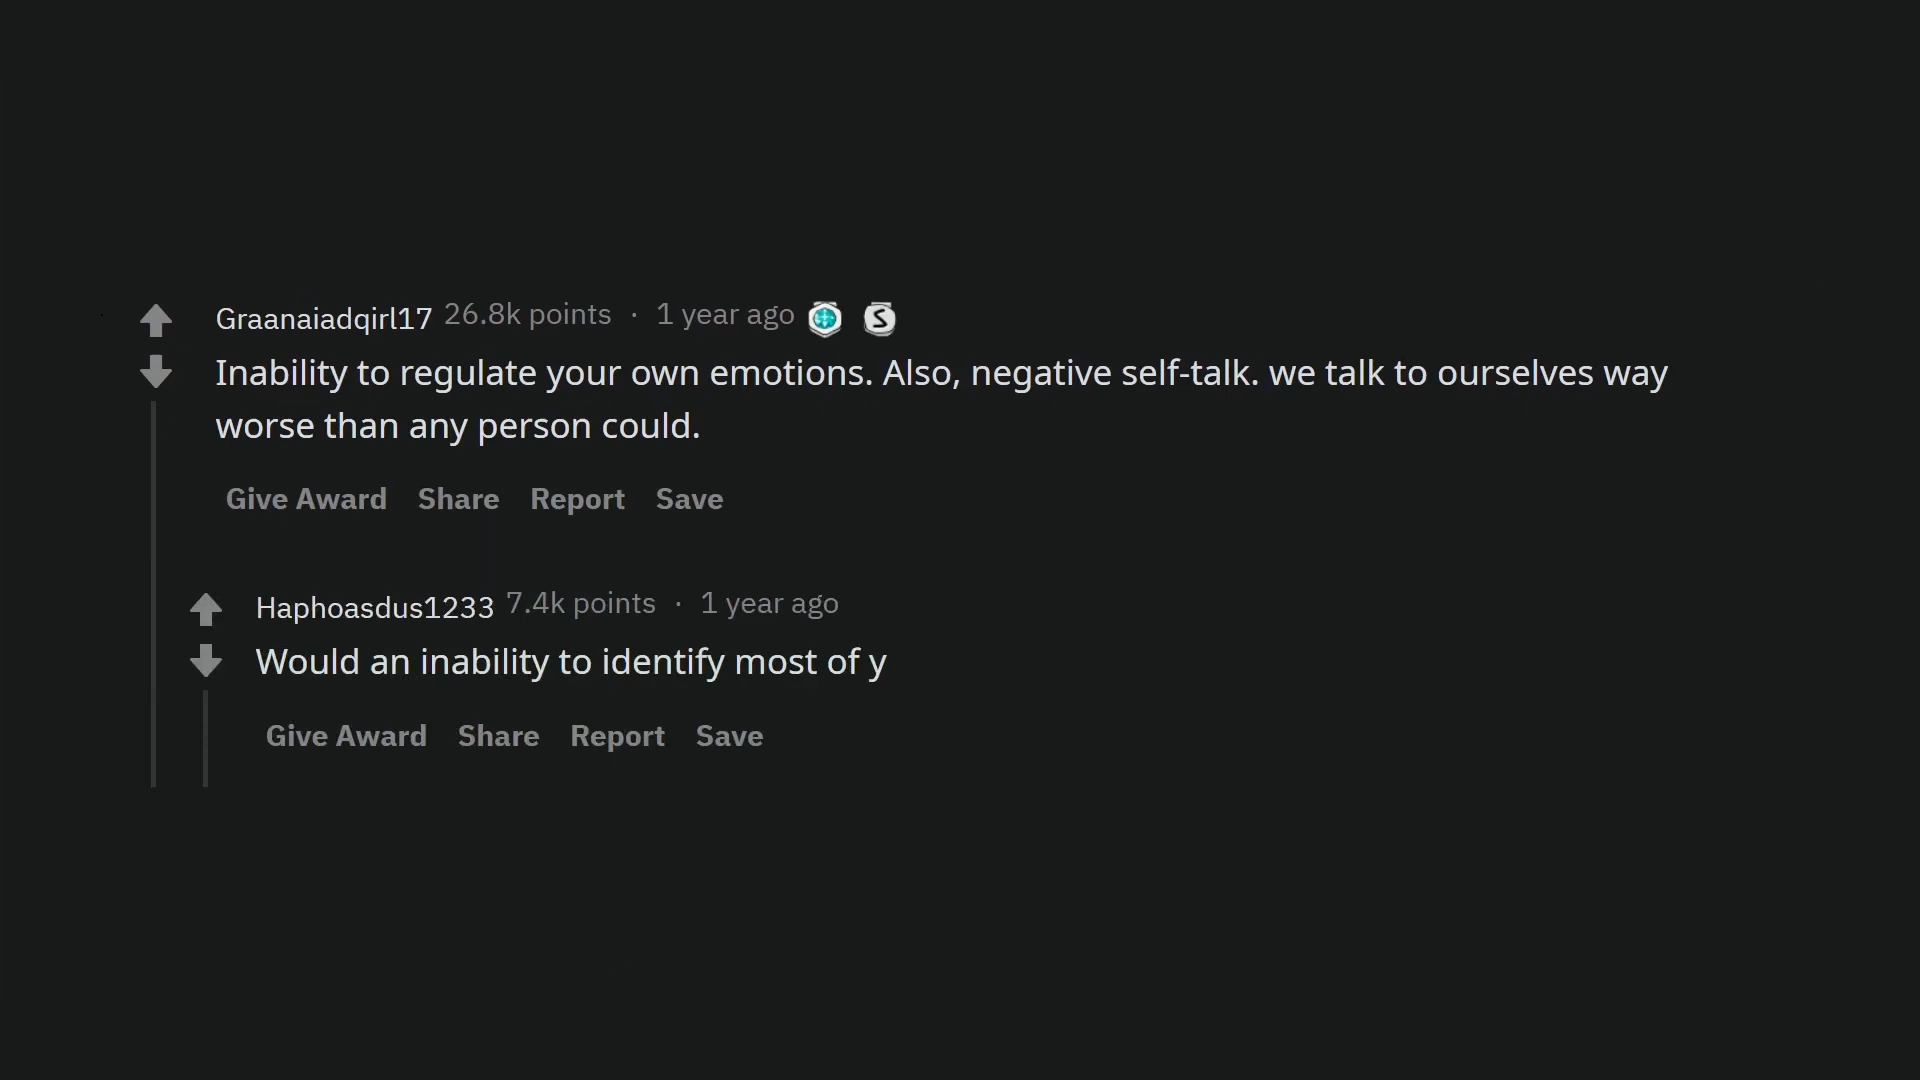 Graanaiadqirl17 26.8k points · 1 year ago S
Inability to regulate your own emotions. Also, negative self-talk. we talk to ourselves way
worse than any person could.
Give Award Share Report Save
Haphoasdus1233 7.4k points · 1 year ago
Would an inability to identify most of y
Give Award Share Report Save